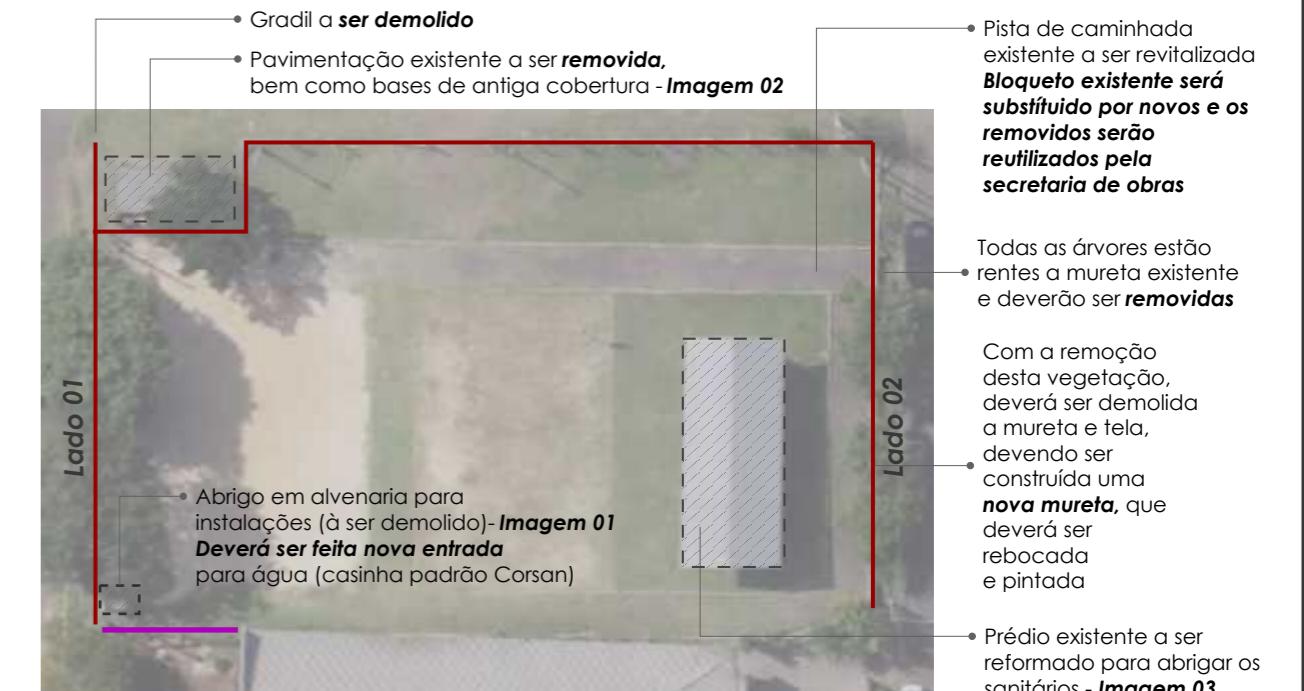 Gradil a ser demolido
Pavimentação existente a ser removida,
bem como bases de antiga cobertura - Imagem 02
Pista de caminhada
existente a ser revitalizada
Bloqueto existente será
substítuido por novos e os
removidos serão
reutilizados pela
secretaria de obras
Todas as árvores estão
rentes a mureta existente
e deverão ser removidas
Com a remoção
desta vegetação,
deverá ser demolida
a mureta e tela,
devendo ser
construída uma
nova mureta, que
deverá ser
rebocada
e pintada
Lado 01
Lado 02
Abrigo em alvenaria para
instalações (à ser demolido)- Imagem 01
Deverá ser feita nova entrada
para água (casinha padrão Corsan)
Prédio existente a ser
reformado para abrigar os
sanitários - Imagem 03